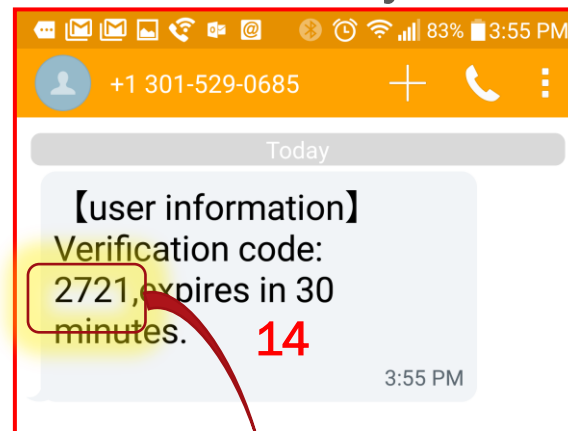 83% 3:55 PM
+1 301-529-0685
Today
【user information】
Verification code:
2721,expires in 30
minutes.
14
3:55 PM